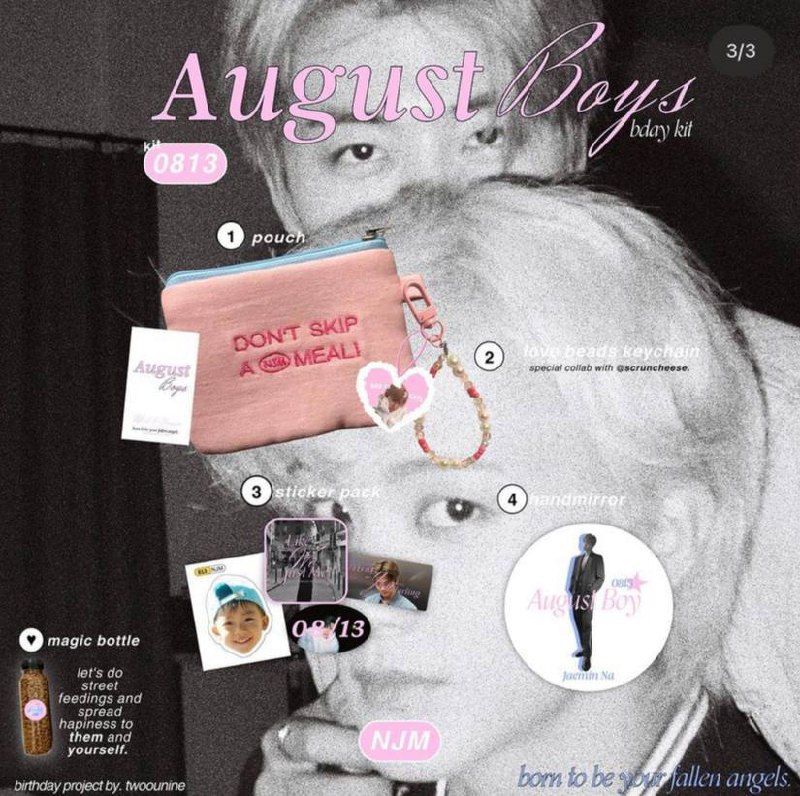 3/3
August Boys
bday kit
kit
0813
1 pouch
DON'T SKIP
A NJM MEAL!
August
Boys
2 love beads keychain
special collab with @scruncheese.
3 sticker pack
4 handmirror
813 NJM
08/13
0813
August Boy
Jaemin Na
magic bottle
let's do
street
feedings and
spread
hapiness to
them and
yourself.
NJM
birthday project by. twoounine
born to be your fallen angels.